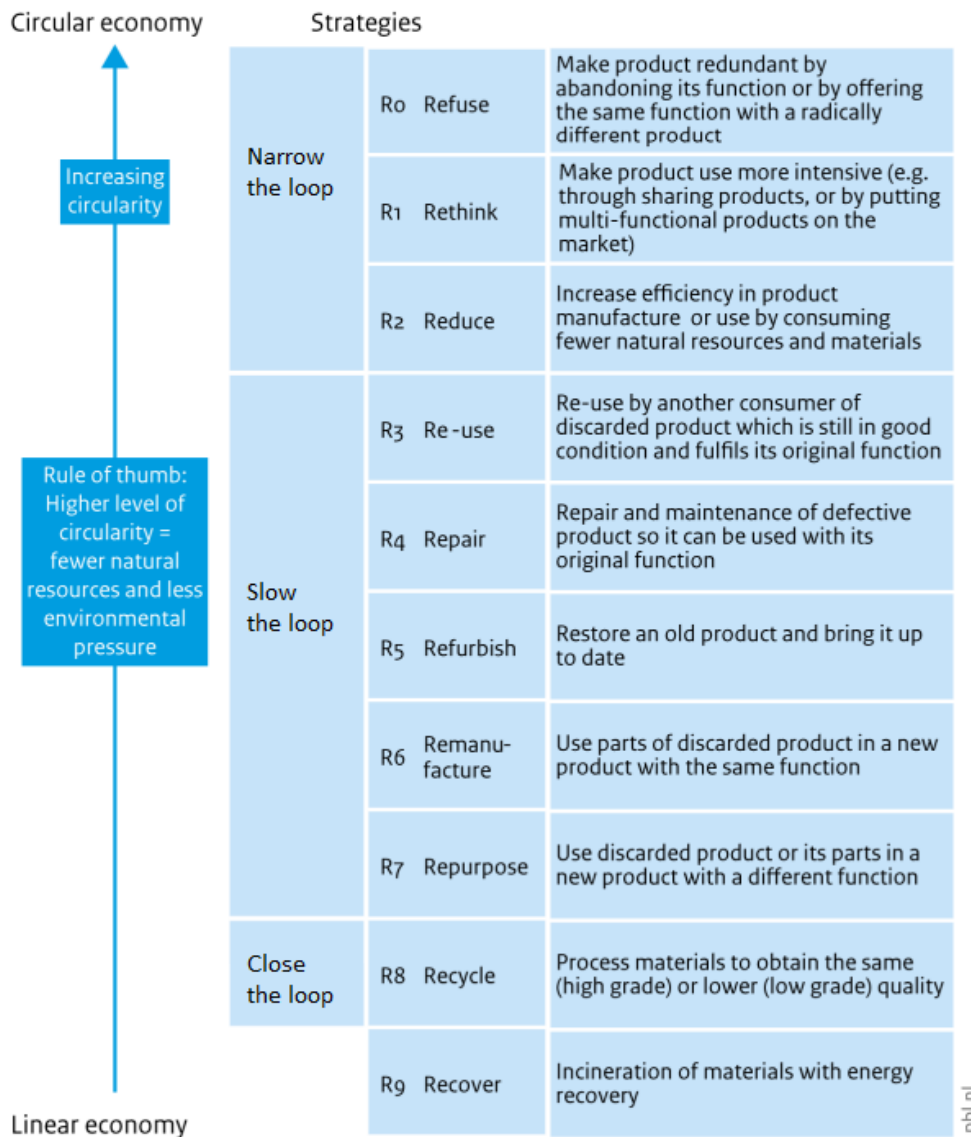 Circular economy
Strategies
Increasing
circularity
Rule of thumb:
Higher level of
circularity =
fewer natural
resources and less
environmental
pressure
Linear economy
Narrow
the loop
R0 Refuse
Make product redundant by
abandoning its function or by offering
the same function with a radically
different product
R1 Rethink
Make product use more intensive (e.g.
through sharing products, or by putting
multi-functional products on the
market)
R2 Reduce
Increase efficiency in product
manufacture or use by consuming
fewer natural resources and materials
Slow
the loop
R3 Re-use
Re-use by another consumer of
discarded product which is still in good
condition and fulfils its original function
R4 Repair
Repair and maintenance of defective
product so it can be used with its
original function
R5 Refurbish
Restore an old product and bring it up
to date
R6 Remanu-
facture
Use parts of discarded product in a new
product with the same function
R7 Repurpose
Use discarded product or its parts in a
new product with a different function
Close
the loop
R8 Recycle
Process materials to obtain the same
(high grade) or lower (low grade) quality
R9 Recover
Incineration of materials with energy
recovery
pbl.nl